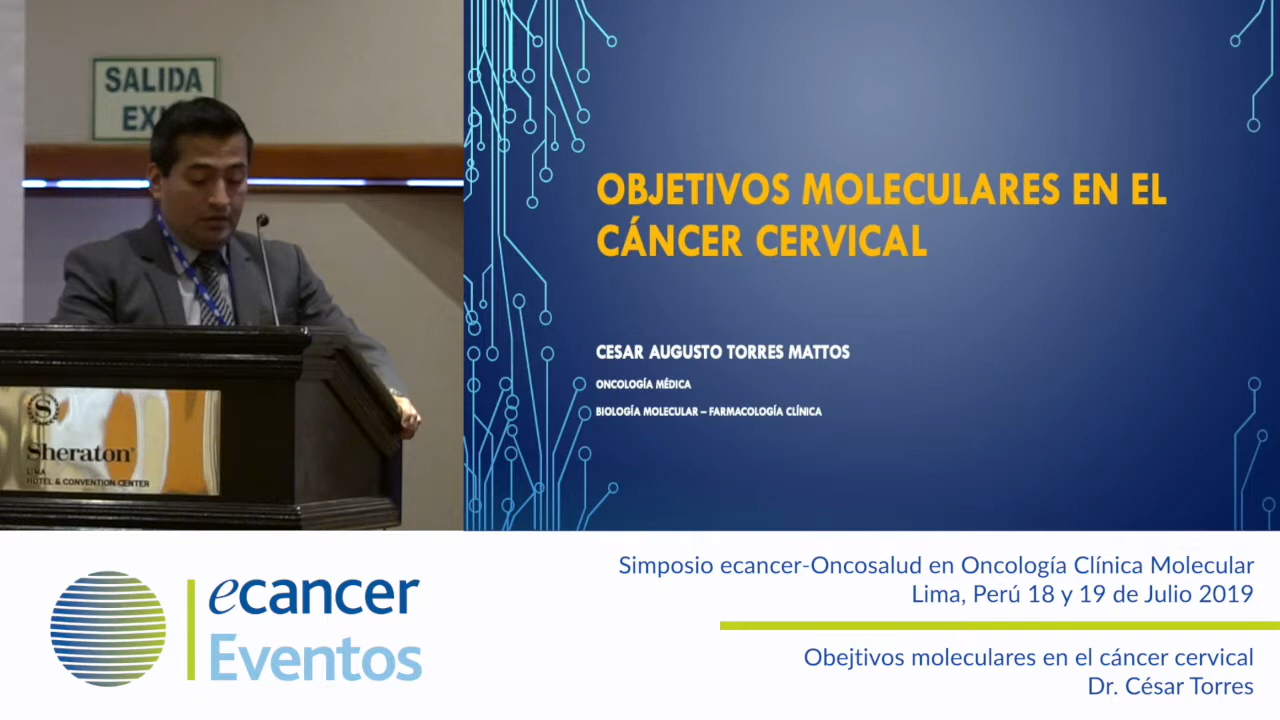 SALIDA
OBJETIVOS MOLECULARES EN EL
CÁNCER CERVICAL
CESAR AUGUSTO TORRES MATTOS
ONCOLOGÍA MÉDICA
BIOLOGÍA MOLECULAR – FARMACOLOGÍA CLÍNICA
S
Sheraton
LIMA
HOTEL & CONVENTION CENTER
ecancer
Eventos
Simposio ecancer-Oncosalud en Oncología Clínica Molecular
Lima, Perú 18 y 19 de Julio 2019
Obejtivos moleculares en el cáncer cervical
Dr. César Torres